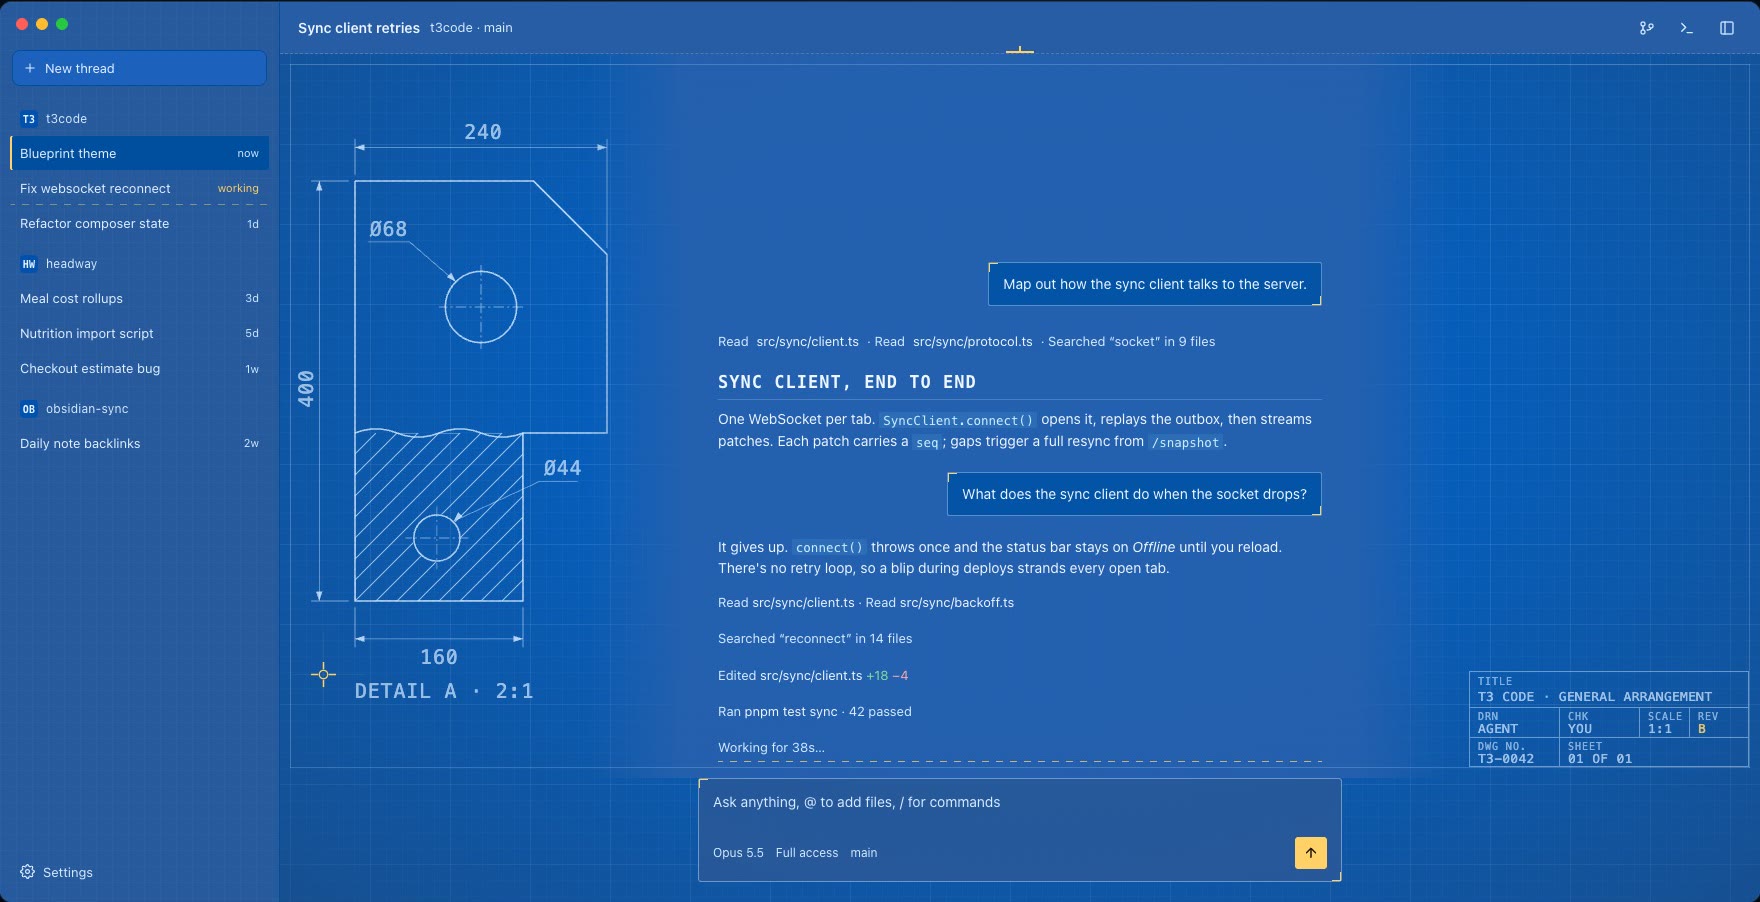 Sync client retries t3code · main
New thread
T3 t3code
Blueprint theme now
Fix websocket reconnect working
Refactor composer state 1d
HW headway
Meal cost rollups 3d
Nutrition import script 5d
Checkout estimate bug 1w
OB obsidian-sync
Daily note backlinks 2w
Settings
240
Ø68
400
Ø44
160
DETAIL A · 2:1
Map out how the sync client talks to the server.
Read src/sync/client.ts · Read src/sync/protocol.ts · Searched “socket” in 9 files
SYNC CLIENT, END TO END
One WebSocket per tab. SyncClient.connect() opens it, replays the outbox, then streams
patches. Each patch carries a seq; gaps trigger a full resync from /snapshot.
What does the sync client do when the socket drops?
It gives up. connect() throws once and the status bar stays on Offline until you reload.
There's no retry loop, so a blip during deploys strands every open tab.
Read src/sync/client.ts · Read src/sync/backoff.ts
Searched “reconnect” in 14 files
Edited src/sync/client.ts +18 −4
Ran pnpm test sync · 42 passed
Working for 38s...
Ask anything, @ to add files, / for commands
Opus 5.5 Full access main
TITLE
T3 CODE · GENERAL ARRANGEMENT
DRN CHK SCALE REV
AGENT YOU 1:1 B
DWG NO. SHEET
T3-0042 01 OF 01